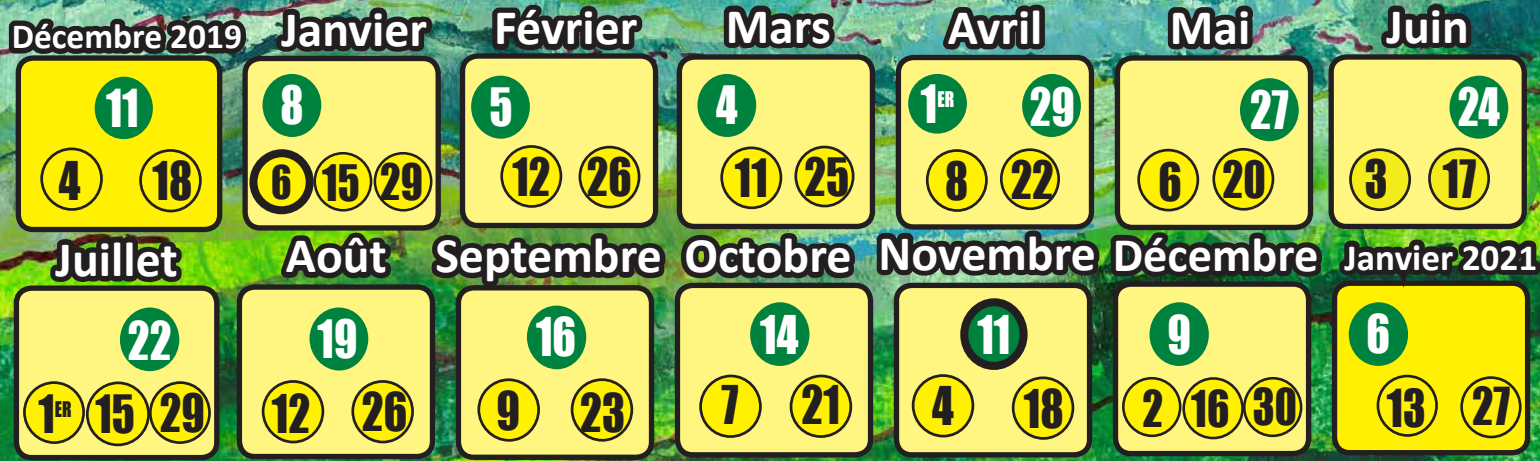 Décembre 2019 Janvier Février Mars Avril Mai Juin
11 8 5 4 1ER 29 27 24
4 18 6 15 29 12 26 11 25 8 22 6 20 3 17
Juillet Août Septembre Octobre Novembre Décembre Janvier 2021
22 19 16 14 11 9 6
1ER 15 29 12 26 9 23 7 21 4 18 2 16 30 13 27